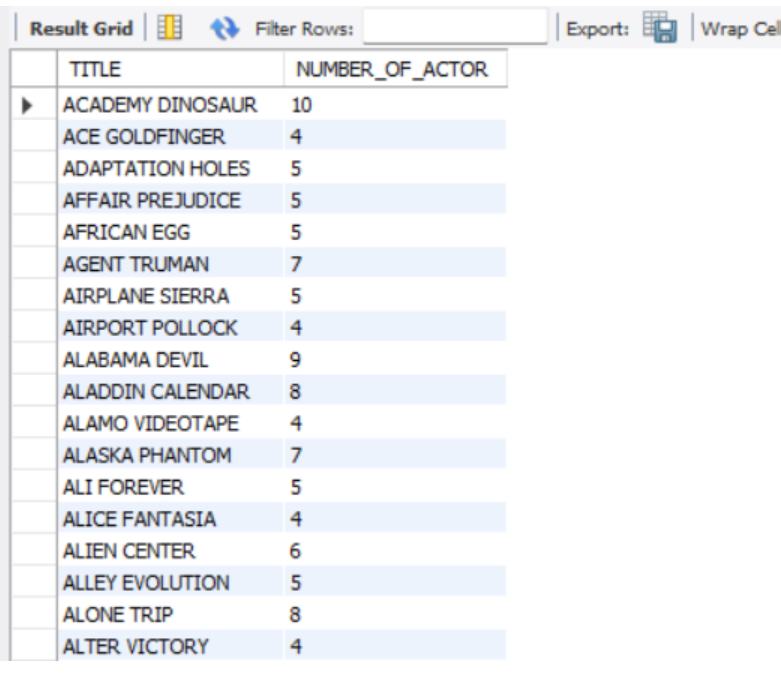 Result Grid Filter Rows: Export: Wrap Cel
TITLE NUMBER_OF_ACTOR
ACADEMY DINOSAUR 10
ACE GOLDFINGER 4
ADAPTATION HOLES 5
AFFAIR PREJUDICE 5
AFRICAN EGG 5
AGENT TRUMAN 7
AIRPLANE SIERRA 5
AIRPORT POLLOCK 4
ALABAMA DEVIL 9
ALADDIN CALENDAR 8
ALAMO VIDEOTAPE 4
ALASKA PHANTOM 7
ALI FOREVER 5
ALICE FANTASIA 4
ALIEN CENTER 6
ALLEY EVOLUTION 5
ALONE TRIP 8
ALTER VICTORY 4